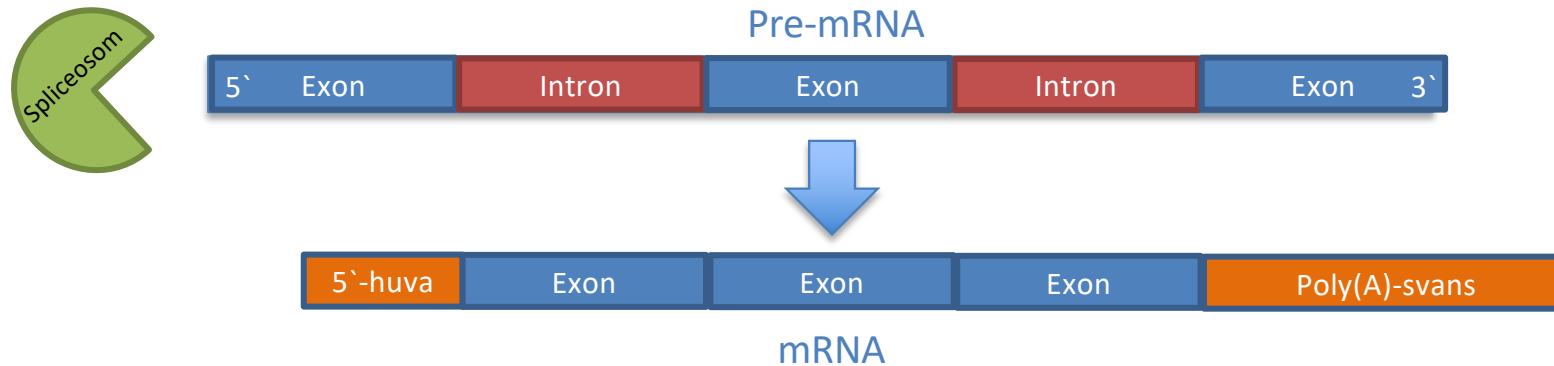 Spliceosom
Pre-mRNA
5` Exon Intron Exon Intron Exon 3`
5`-huva Exon Exon Exon Poly(A)-svans
mRNA